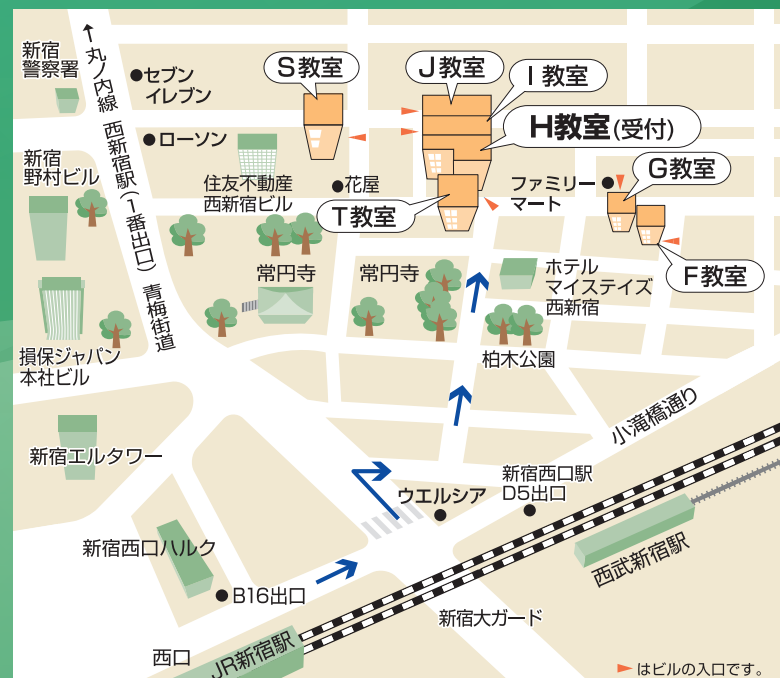 新宿
警察署
↑丸ノ内線 西新宿駅(1番出口) 青梅街道
●セブン
イレブン
●ローソン
S教室
J教室
I教室
H教室(受付)
新宿
野村ビル
住友不動産
西新宿ビル
●花屋
T教室
ファミリー●
マート
G教室
F教室
常円寺
常円寺
ホテル
マイステイズ
西新宿
損保ジャパン
本社ビル
柏木公園
小滝橋通り
新宿エルタワー
ウエルシア
●
新宿西口駅
D5出口
●
新宿西口ハルク
西武新宿駅
●B16出口
新宿大ガード
西口
JR新宿駅
はビルの入口です。